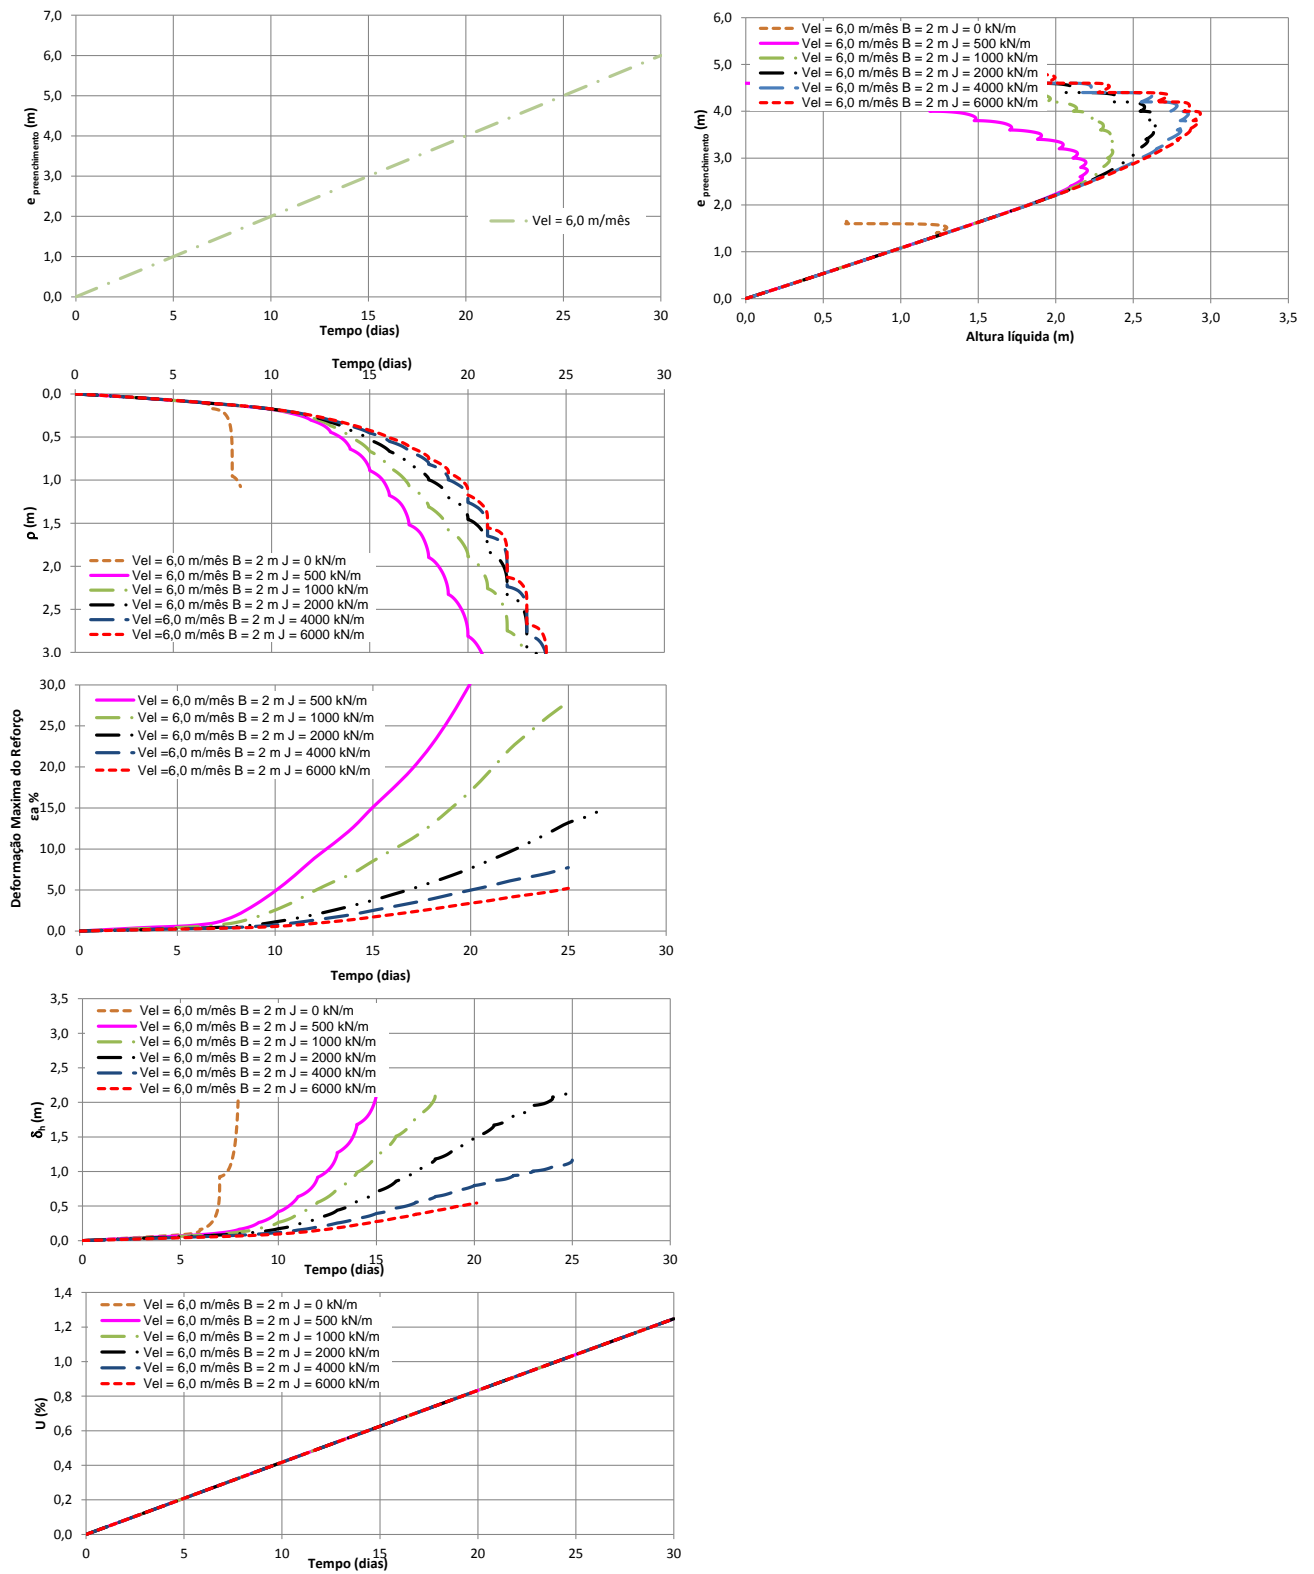 7,0
6,0
5,0
4,0
3,0
2,0
1,0
0,0
e preenchimento (m)
Vel = 6,0 m/mês
0 5 10 15 20 25 30
Tempo (dias)
6,0
5,0
4,0
3,0
2,0
1,0
0,0
e preenchimento (m)
Vel = 6,0 m/mês B = 2 m J = 0 kN/m
Vel = 6,0 m/mês B = 2 m J = 500 kN/m
Vel = 6,0 m/mês B = 2 m J = 1000 kN/m
Vel = 6,0 m/mês B = 2 m J = 2000 kN/m
Vel =6,0 m/mês B = 2 m J = 4000 kN/m
Vel =6,0 m/mês B = 2 m J = 6000 kN/m
0,0 0,5 1,0 1,5 2,0 2,5 3,0 3,5
Altura líquida (m)
Tempo (dias)
0 5 10 15 20 25 30
0,0
0,5
1,0
1,5
2,0
2,5
3.0
ρ (m)
Vel = 6,0 m/mês B = 2 m J = 0 kN/m
Vel = 6,0 m/mês B = 2 m J = 500 kN/m
Vel = 6,0 m/mês B = 2 m J = 1000 kN/m
Vel = 6,0 m/mês B = 2 m J = 2000 kN/m
Vel =6,0 m/mês B = 2 m J = 4000 kN/m
Vel =6,0 m/mês B = 2 m J = 6000 kN/m
30,0
25,0
20,0
15,0
10,0
5,0
0,0
Deformação Maxima do Reforço
εa %
Vel = 6,0 m/mês B = 2 m J = 500 kN/m
Vel = 6,0 m/mês B = 2 m J = 1000 kN/m
Vel = 6,0 m/mês B = 2 m J = 2000 kN/m
Vel =6,0 m/mês B = 2 m J = 4000 kN/m
Vel =6,0 m/mês B = 2 m J = 6000 kN/m
0 5 10 15 20 25 30
Tempo (dias)
3,5
3,0
2,5
2,0
1,5
1,0
0,5
0,0
δh (m)
Vel = 6,0 m/mês B = 2 m J = 0 kN/m
Vel = 6,0 m/mês B = 2 m J = 500 kN/m
Vel = 6,0 m/mês B = 2 m J = 1000 kN/m
Vel = 6,0 m/mês B = 2 m J = 2000 kN/m
Vel = 6,0 m/mês B = 2 m J = 4000 kN/m
Vel = 6,0 m/mês B = 2 m J = 6000 kN/m
0 5 10 15 20 25 30
Tempo (dias)
1,4
1,2
1,0
0,8
0,6
0,4
0,2
0,0
U (%)
Vel = 6,0 m/mês B = 2 m J = 0 kN/m
Vel = 6,0 m/mês B = 2 m J = 500 kN/m
Vel = 6,0 m/mês B = 2 m J = 1000 kN/m
Vel = 6,0 m/mês B = 2 m J = 2000 kN/m
Vel = 6,0 m/mês B = 2 m J = 4000 kN/m
Vel = 6,0 m/mês B = 2 m J = 6000 kN/m
0 5 10 15 20 25 30
Tempo (dias)